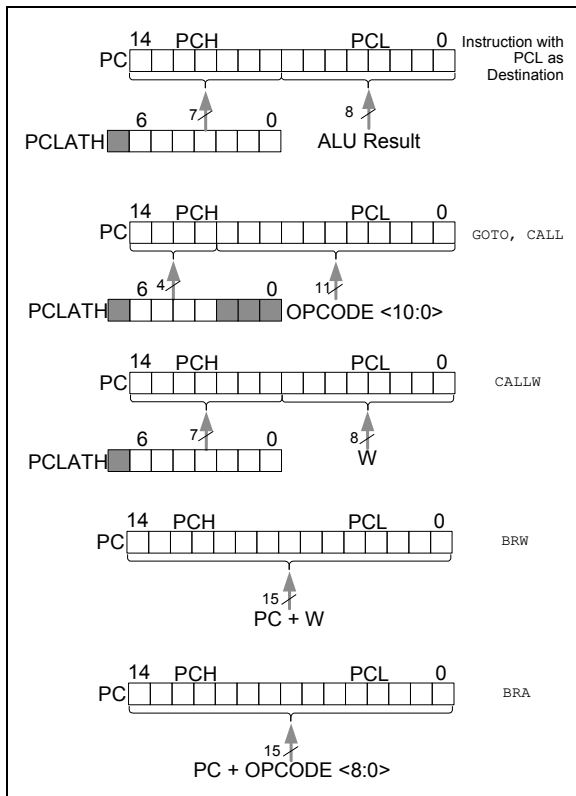 14 PCH PCL 0
PC
Instruction with
PCL as
Destination
7 8
6 0
PCLATH
ALU Result
14 PCH PCL 0
PC
GOTO, CALL
4 11
6 0
PCLATH
OPCODE <10:0>
14 PCH PCL 0
PC
CALLW
7 8
6 0
W
PCLATH
14 PCH PCL 0
PC
BRW
15
PC + W
14 PCH PCL 0
PC
BRA
15
PC + OPCODE <8:0>